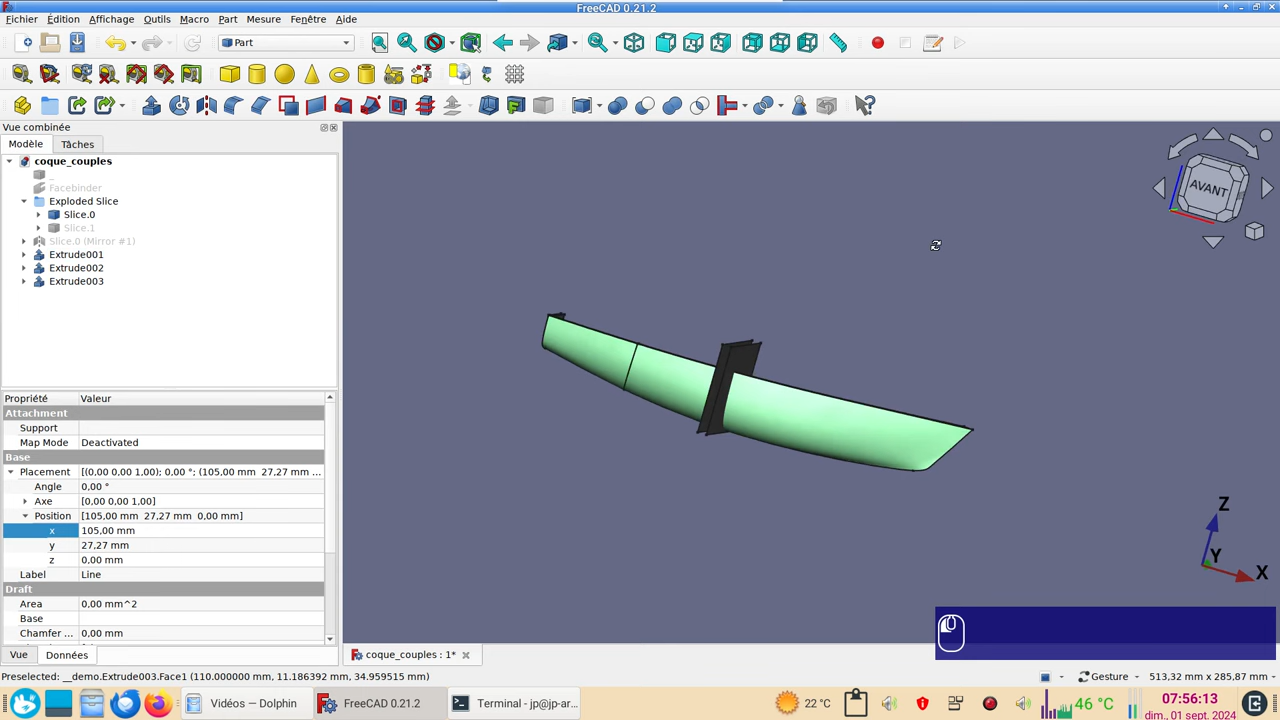 FreeCAD 0.21.2
Fichier Édition Affichage Outils Macro Part Mesure Fenêtre Aide
Part
Vue combinée
Modèle Tâches
coque_couples
_
Facebinder
Exploded Slice
Slice.0
Slice.1
Slice.0 (Mirror #1)
Extrude001
Extrude002
Extrude003
Propriété Valeur
Attachment
Support
Map Mode Deactivated
Base
Placement [(0,00 0,00 1,00); 0,00 °; (105,00 mm 27,27 mm ...
Angle 0,00 °
Axe [0,00 0,00 1,00]
Position [105,00 mm 27,27 mm 0,00 mm]
x 105,00 mm
y 27,27 mm
z 0,00 mm
Label Line
Draft
Area 0,00 mm^2
Base
Chamfer ... 0,00 mm
Vue Données
AVANT
Z
Y
X
coque_couples : 1*
Preselected: __demo.Extrude003.Face1 (110.000000 mm, 11.186392 mm, 34.959515 mm)
Gesture
513,32 mm x 285,87 mm
Vidéos — Dolphin
FreeCAD 0.21.2
Terminal - jp@jp-ar...
22 °C
46 °C
07:56:13
dim., 01 sept. 2024